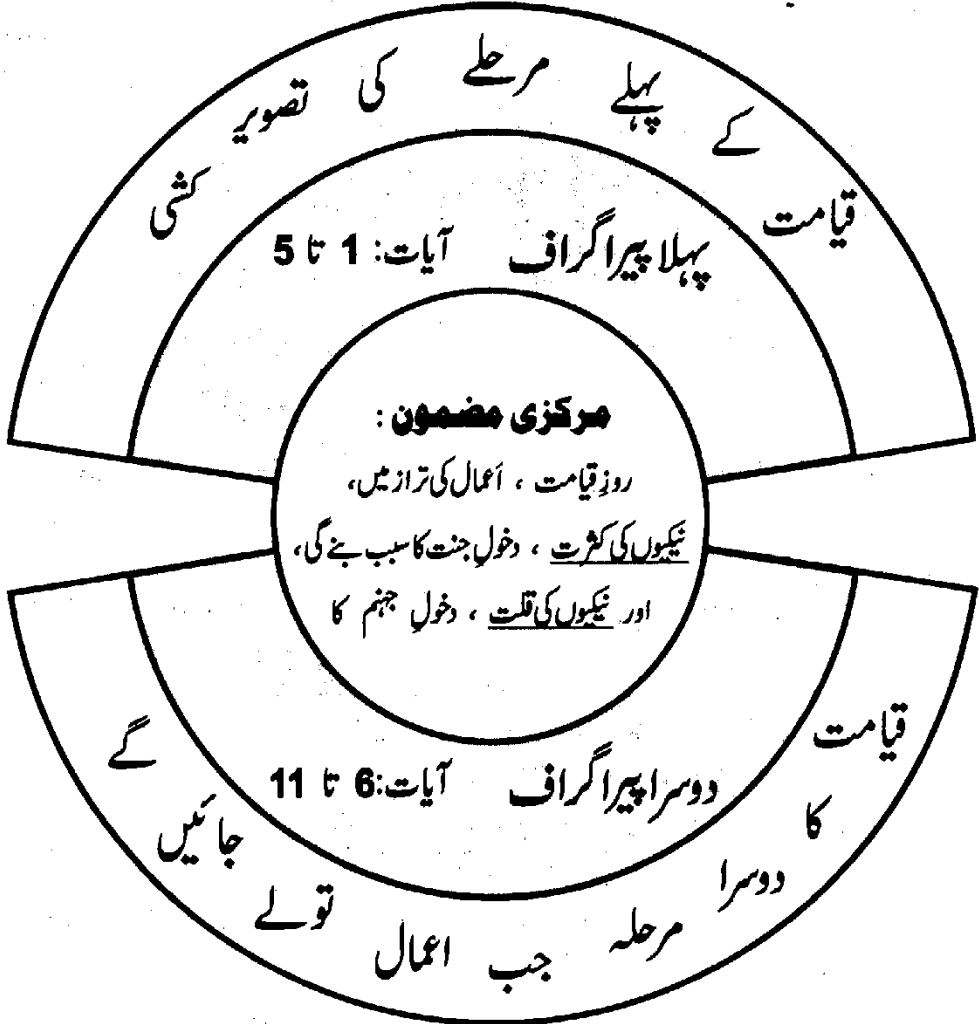 قیامت کے پہلے مرحلے کی تصویر کشی
پہلا پیراگراف آیات: 1 تا 5
مرکزی مضمون :
روزِ قیامت ، اَعمال کی تراز میں،
نیکیوں کی کثرت ، دخولِ جنت کا سبب بنے گی،
اور نیکیوں کی قلت ، دخولِ جہنم کا
دوسرا پیراگراف آیات:6 تا 11
قیامت کا دوسرا مرحلہ جب اعمال تولے جائیں گے